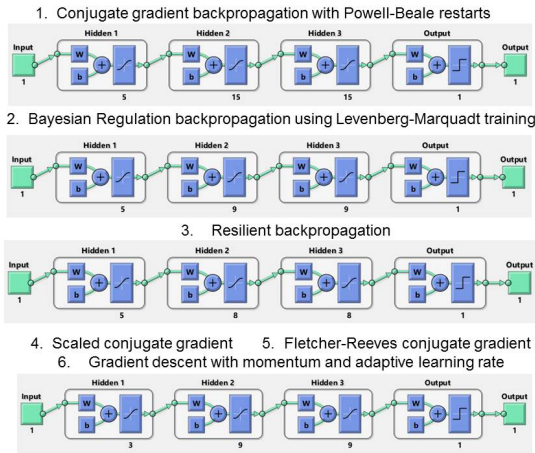 1. Conjugate gradient backpropagation with Powell-Beale restarts
Hidden 1 Hidden 2 Hidden 3 Output
Input Output
W W W W
b b b b
1 5 15 15 1 1
2. Bayesian Regulation backpropagation using Levenberg-Marquadt training
Hidden 1 Hidden 2 Hidden 3 Output
Input Output
W W W W
b b b b
1 5 9 9 1 1
3. Resilient backpropagation
Hidden 1 Hidden 2 Hidden 3 Output
Input Output
W W W W
b b b b
1 5 8 8 1 1
4. Scaled conjugate gradient 5. Fletcher-Reeves conjugate gradient
6. Gradient descent with momentum and adaptive learning rate
Hidden 1 Hidden 2 Hidden 3 Output
Input Output
W W W W
b b b b
1 3 9 9 1 1